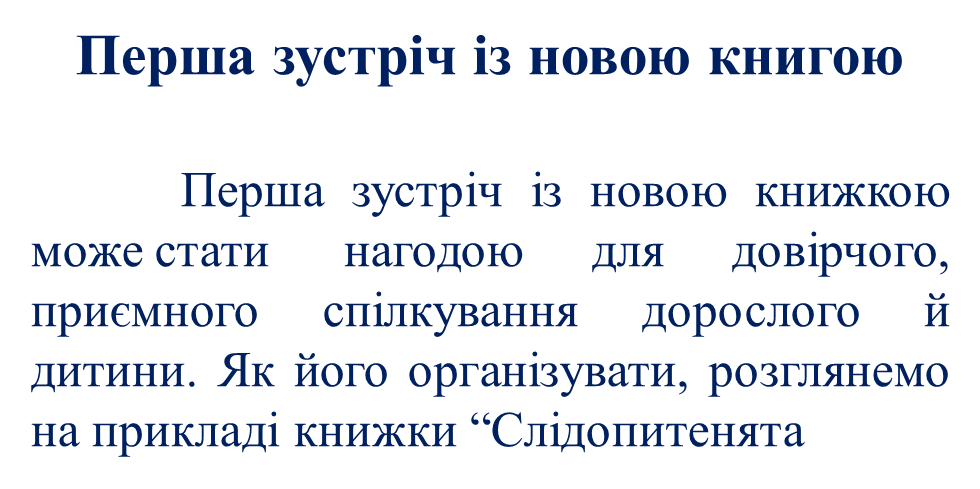 Перша зустріч із новою книгою
Перша зустріч із новою книжкою
може стати нагодою для довірчого,
приємного спілкування дорослого й
дитини. Як його організувати, розглянемо
на прикладі книжки “Слідопитенята